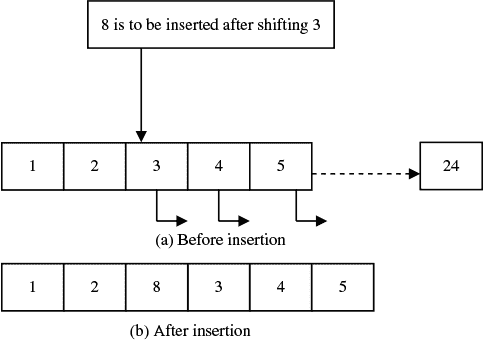 8 is to be inserted after shifting 3
1 2 3 4 5 24
(a) Before insertion
1 2 8 3 4 5
(b) After insertion